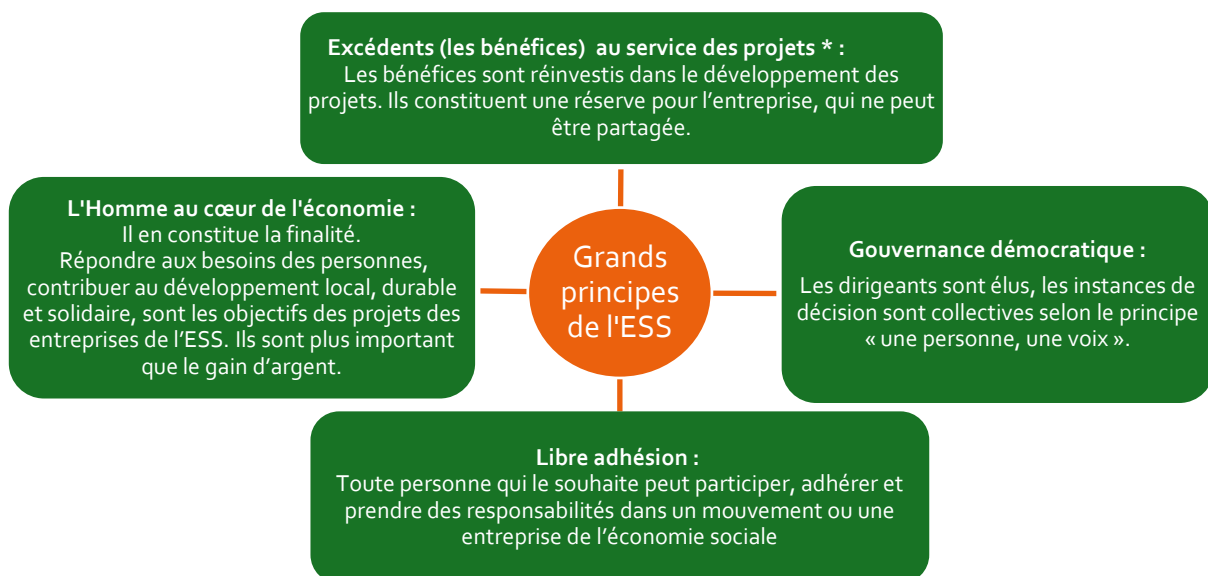 Excédents (les bénéfices)  au service des projets * :
Les bénéfices sont réinvestis dans le développement des
projets. Ils constituent une réserve pour l'entreprise, qui ne peut
être partagée.
L'Homme au cœur de l'économie :
Il en constitue la finalité.
Répondre aux besoins des personnes,
contribuer au développement local, durable
et solidaire, sont les objectifs des projets des
entreprises de l'ESS. Ils sont plus important
que le gain d'argent.
Grands
principes
de l'ESS
Gouvernance démocratique :
Les dirigeants sont élus, les instances de
décision sont collectives selon le principe
« une personne, une voix ».
Libre adhésion :
Toute personne qui le souhaite peut participer, adhérer et
prendre des responsabilités dans un mouvement ou une
entreprise de l'économie sociale